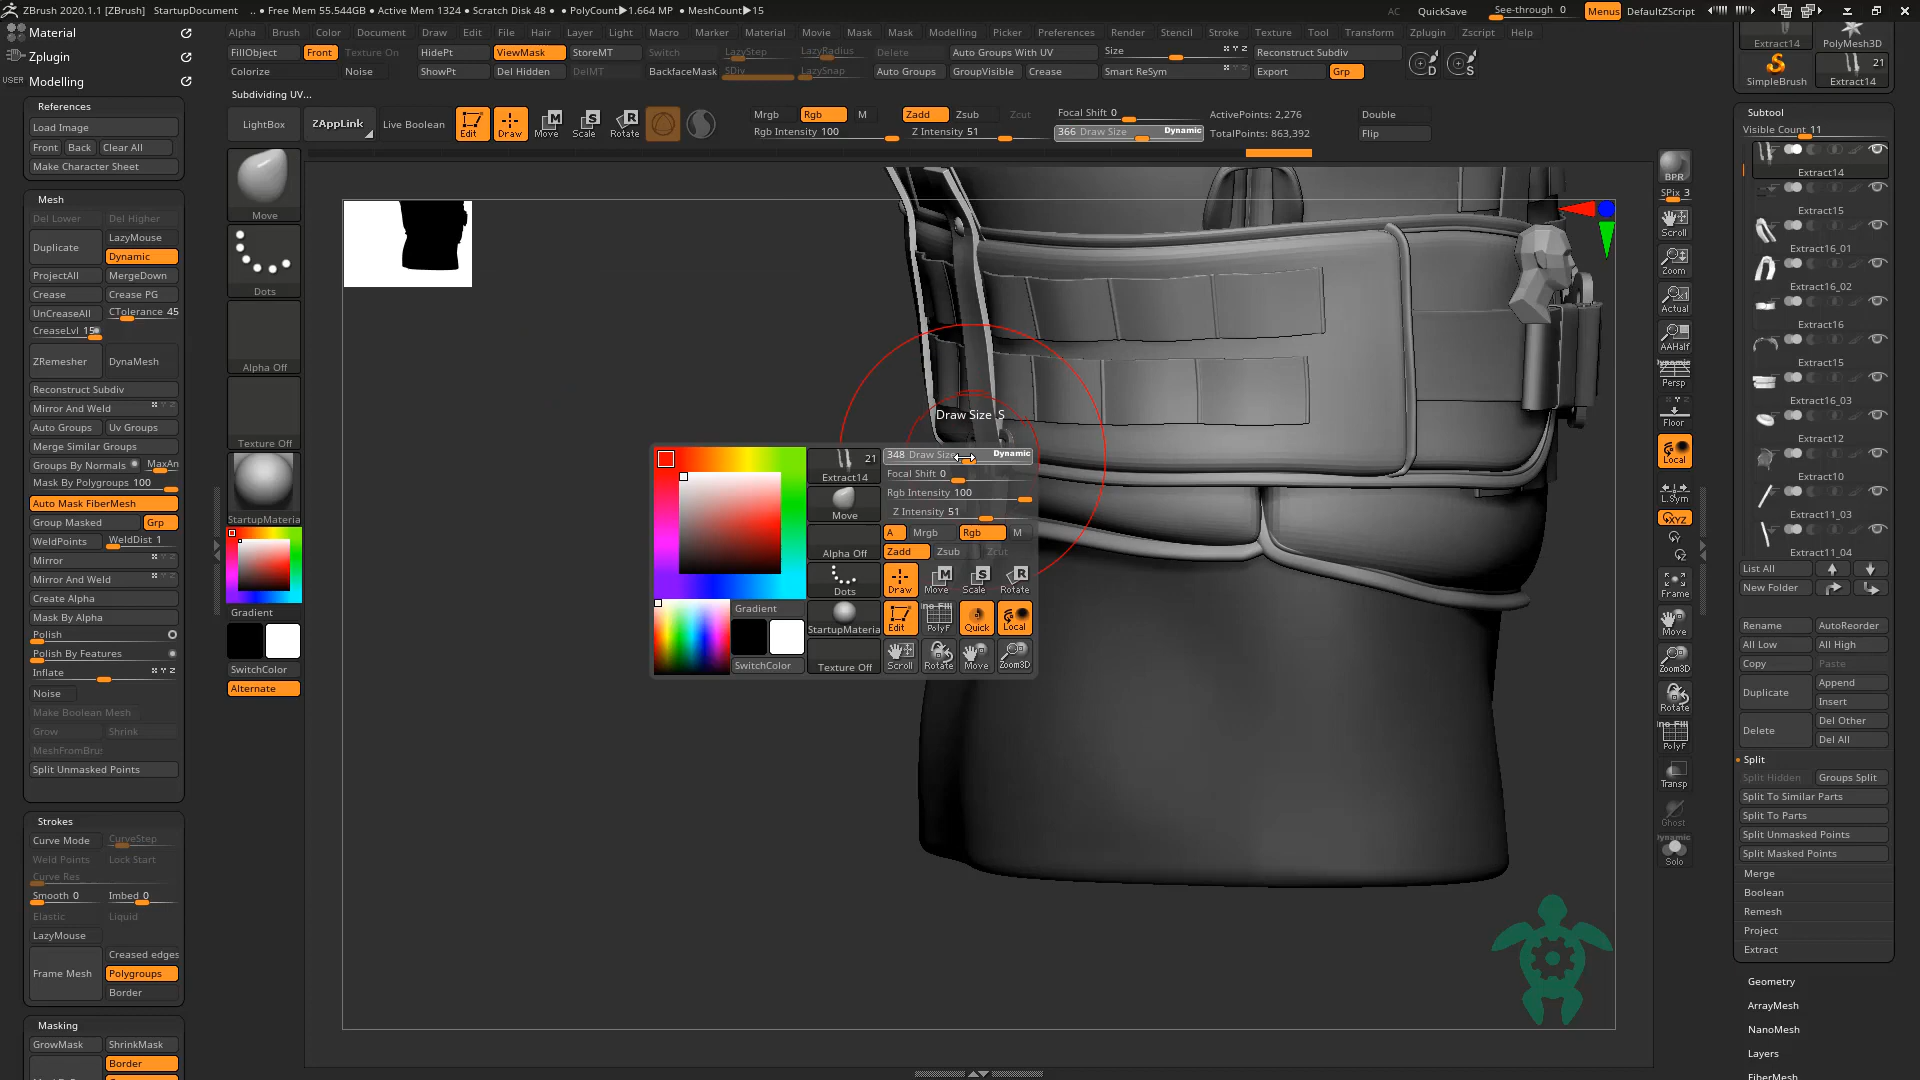 ZBrush 2020.1.1 [ZBrush] StartupDocument .. • Free Mem 55.544GB • Active Mem 1324 • Scratch Disk 48 • • PolyCount▶1.664 MP • MeshCount▶15 AC QuickSave See-through 0 Menus DefaultZScript
Material
Zplugin
USER Modelling
Alpha Brush Color Document Draw Edit File Hair Layer Light Macro Marker Material Movie Mask Mask Modelling Picker Preferences Render Stencil Stroke Texture Tool Transform Zplugin Zscript Help
FillObject Front Texture On HidePt ViewMask StoreMT Switch LazyStep LazyRadius Delete Auto Groups With UV Size Reconstruct Subdiv
Colorize Noise ShowPt Del Hidden DelMT BackfaceMask SDiv LazySnap Auto Groups GroupVisible Crease Smart ReSym Export Grp
Subdividing UV...
LightBox ZAppLink Live Boolean Edit Draw Move Scale Rotate
Mrgb Rgb M Zadd Zsub Zcut Focal Shift 0 ActivePoints: 2,276 Double
Rgb Intensity 100 Z Intensity 51 366 Draw Size Dynamic TotalPoints: 863,392 Flip
References
Load Image
Front Back Clear All
Make Character Sheet
Mesh
Del Lower Del Higher
Duplicate LazyMouse
Dynamic
ProjectAll MergeDown
Crease Crease PG
UnCreaseAll CTolerance 45
CreaseLvl 15
ZRemesher DynaMesh
Reconstruct Subdiv
Mirror And Weld
Auto Groups Uv Groups
Merge Similar Groups
Groups By Normals MaxAn
Mask By Polygroups 100
Auto Mask FiberMesh
Group Masked Grp
WeldPoints WeldDist 1
Mirror
Mirror And Weld
Create Alpha
Mask By Alpha
Polish
Polish By Features
Inflate
Noise
Make Boolean Mesh
Grow Shrink
MeshFromBru
Split Unmasked Points
Strokes
Curve Mode CurveStep
Weld Points Lock Start
Curve Res
Smooth 0 Imbed 0
Elastic Liquid
LazyMouse
Frame Mesh Creased edges
Polygroups
Border
Masking
GrowMask ShrinkMask
Border
Move
Dots
Alpha Off
Texture Off
StartupMateria
Gradient
SwitchColor
Alternate
Draw Size S
Extract14 21
Move
Alpha Off
Dots
StartupMateria
Texture Off
Gradient
SwitchColor
348 Draw Size Dynamic
Focal Shift 0
Rgb Intensity 100
Z Intensity 51
A Mrgb Rgb M
Zadd Zsub Zcut
Draw Move Scale Rotate
Edit PolyF Quick Local
Scroll Rotate Move Zoom3D
BPR
SPix 3
Scroll
Zoom
Actual
AAHalf
Dynamic
Persp
Floor
Local
L.Sym
XYZ
Frame
Move
Zoom3D
Rotate
PolyF
Transp
Ghost
Dynamic
Solo
Extract14 PolyMesh3D
SimpleBrush 21 Extract14
Subtool
Visible Count 11
Extract14
Extract15
Extract16_01
Extract16_02
Extract16
Extract15
Extract16_03
Extract12
Extract10
Extract11_03
Extract11_04
List All
New Folder
Rename AutoReorder
All Low All High
Copy Paste
Duplicate Append
Insert
Delete Del Other
Del All
Split
Split Hidden Groups Split
Split To Similar Parts
Split To Parts
Split Unmasked Points
Split Masked Points
Merge
Boolean
Remesh
Project
Extract
Geometry
ArrayMesh
NanoMesh
Layers
FiberMesh